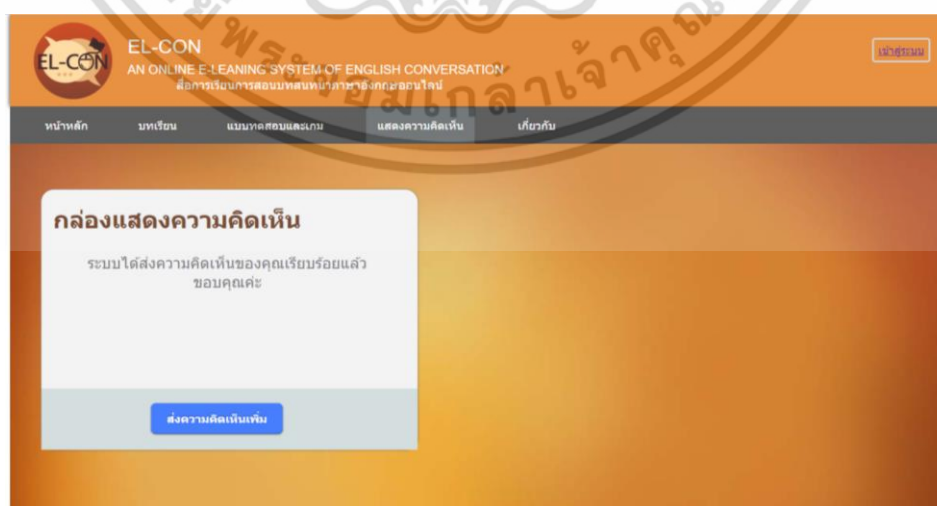 EL-CON
EL-CON
AN ONLINE E-LEANING SYSTEM OF ENGLISH CONVERSATION
สื่อการเรียนการสอนบทสนทนาภาษาอังกฤษออนไลน์
เข้าสู่ระบบ
หน้าหลัก บทเรียน แบบทดสอบและเกม แสดงความคิดเห็น เกี่ยวกับ
กล่องแสดงความคิดเห็น
ระบบได้ส่งความคิดเห็นของคุณเรียบร้อยแล้ว
ขอบคุณค่ะ
ส่งความคิดเห็นเพิ่ม